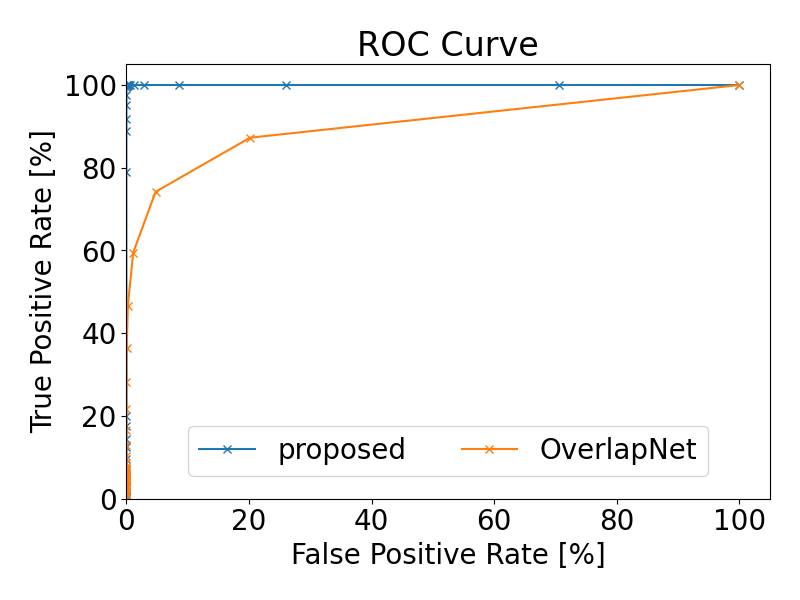 ROC Curve
100
80
60
40
20
0
True Positive Rate [%]
proposed OverlapNet
0 20 40 60 80 100
False Positive Rate [%]